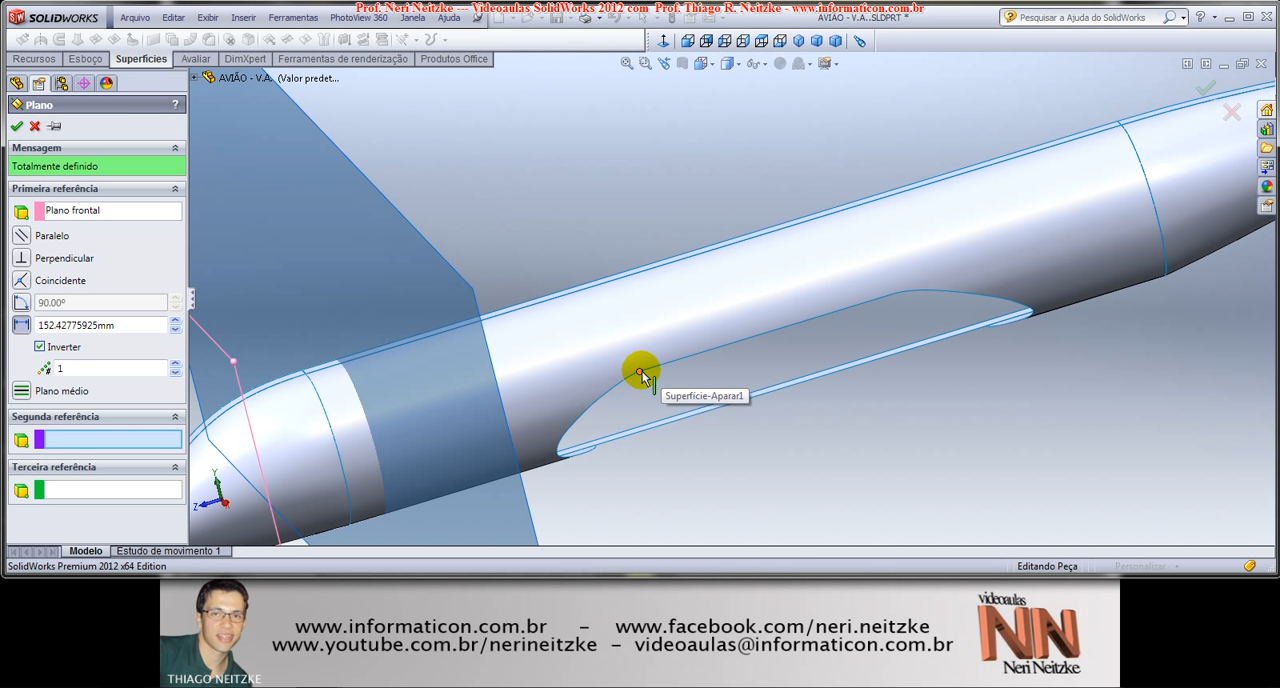 Prof. Neri Neitzke --- Videoaulas SolidWorks 2012 com Prof. Thiago R. Neitzke - www.informaticon.com.br
SOLIDWORKS Arquivo Editar Exibir Inserir Ferramentas PhotoView 360 Janela Ajuda AVIÃO - V.A..SLDPRT * Pesquisar a Ajuda do SolidWorks
Recursos Esboço Superfícies Avaliar DimXpert Ferramentas de renderização Produtos Office
AVIÃO - V.A. (Valor predet...
Plano ?
Mensagem
Totalmente definido
Primeira referência
Plano frontal
Paralelo
Perpendicular
Coincidente
90.00º
152.42775925mm
Inverter
1
Plano médio
Segunda referência
Terceira referência
Superfície-Aparar1
Y
Z
Modelo Estudo de movimento 1
SolidWorks Premium 2012 x64 Edition Editando Peça Personalizar
www.informaticon.com.br - www.facebook.com/neri.neitzke
www.youtube.com.br/nerineitzke - videoaulas@informaticon.com.br
THIAGO NEITZKE
videoaulas
NN
Neri Neitzke